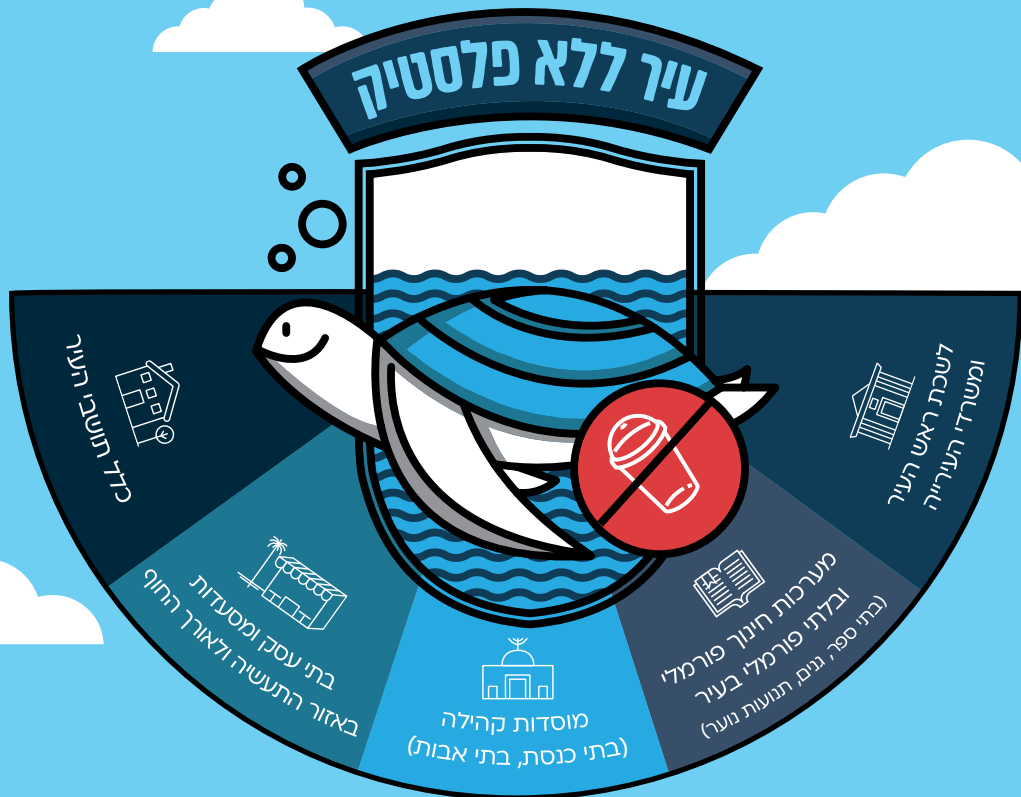 עיר ללא פלסטיק
לשכת ראש העיר
ומשרדי העירייה
מערכות חינוך פורמלי
ובלתי פורמלי בעיר
(בתי ספר, גנים, תנועות נוער)
מוסדות קהילה
(בתי כנסת, בתי אבות)
בתי עסק ומסעדות
באזור התעשיה ולאורך החוף
כלל תושבי העיר